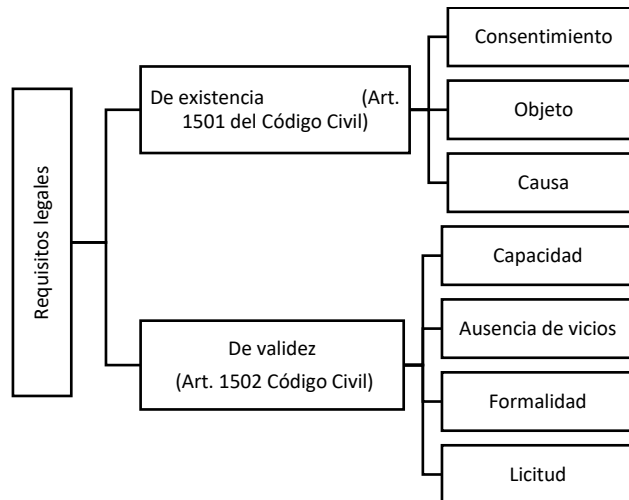 Requisitos legales
De existencia (Art.
1501 del Código Civil)
Consentimiento
Objeto
Causa
De validez
(Art. 1502 Código Civil)
Capacidad
Ausencia de vicios
Formalidad
Licitud